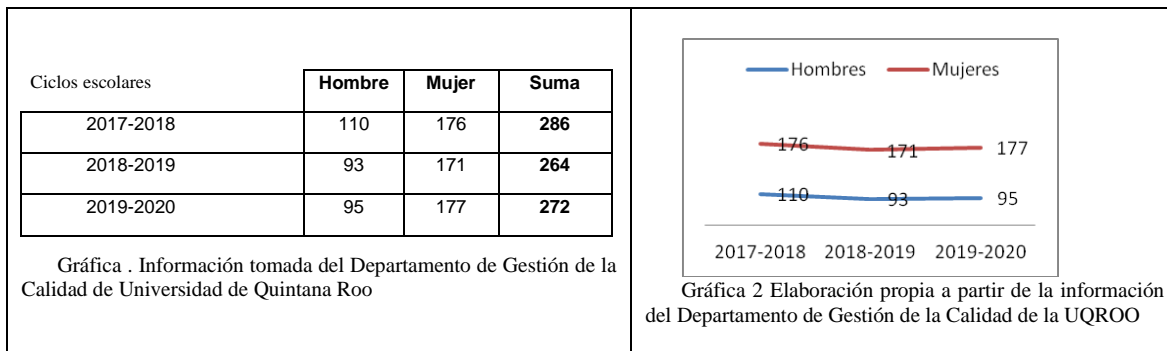 Ciclos escolares Hombre Mujer Suma
2017-2018 110 176 286
2018-2019 93 171 264
2019-2020 95 177 272
Gráfica . Información tomada del Departamento de Gestión de la
Calidad de Universidad de Quintana Roo
Hombres Mujeres
176 171 177
110 93 95
2017-2018 2018-2019 2019-2020
Gráfica 2 Elaboración propia a partir de la información
del Departamento de Gestión de la Calidad de la UQROO